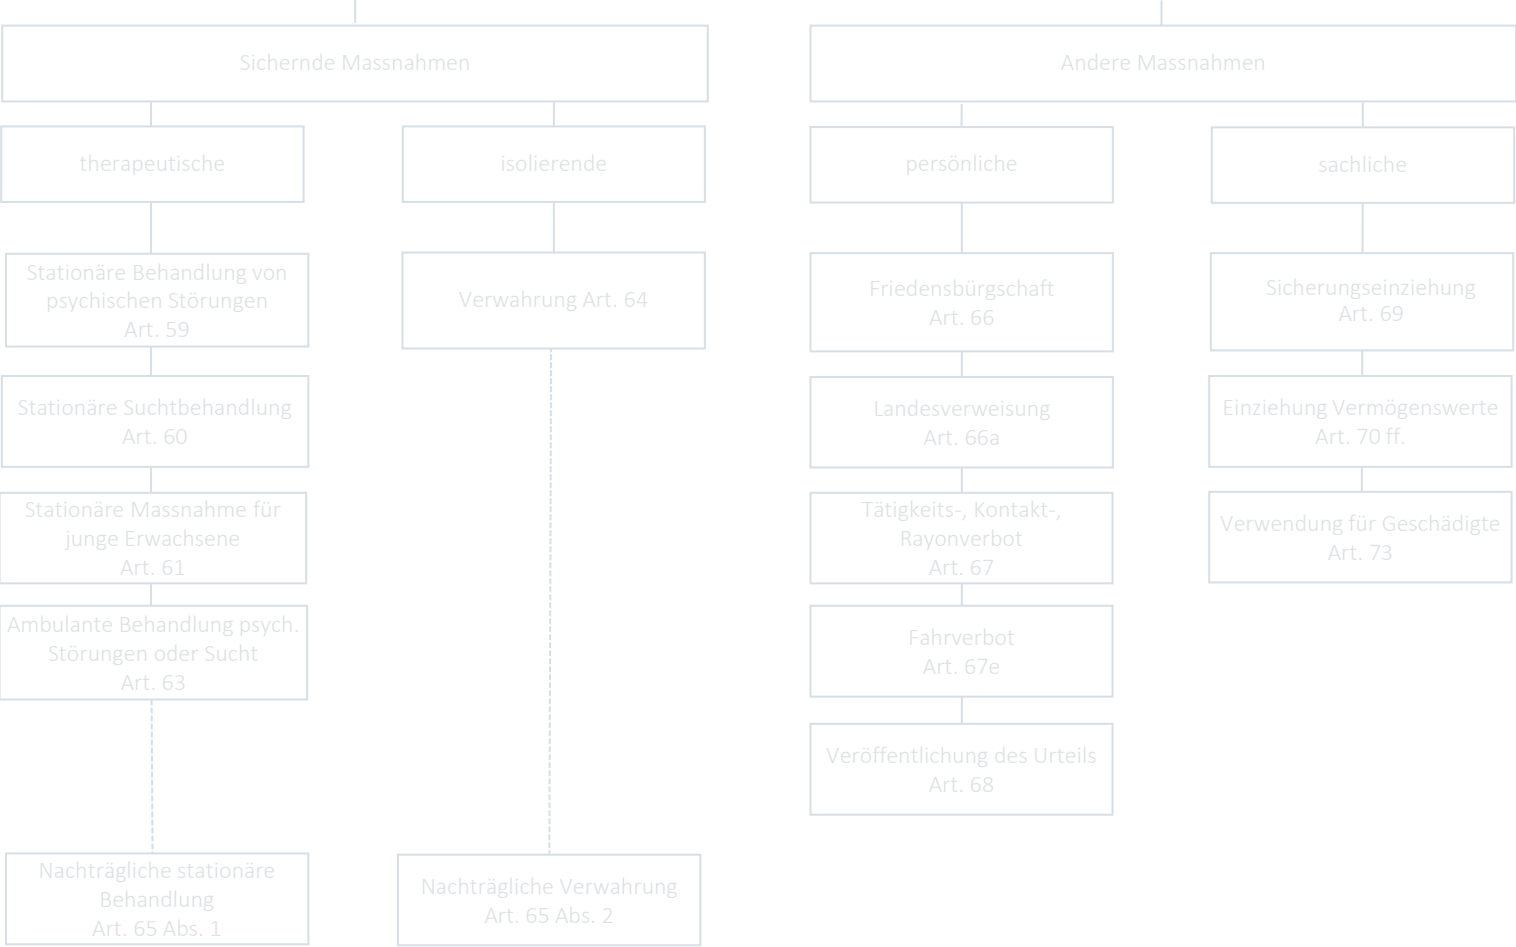 Sichernde Massnahmen
Andere Massnahmen
therapeutische
isolierende
persönliche
sachliche
Stationäre Behandlung von
psychischen Störungen
Art. 59
Verwahrung Art. 64
Friedensbürgschaft
Art. 66
Sicherungseinziehung
Art. 69
Stationäre Suchtbehandlung
Art. 60
Landesverweisung
Art. 66a
Einziehung Vermögenswerte
Art. 70 ff.
Stationäre Massnahme für
junge Erwachsene
Art. 61
Tätigkeits-, Kontakt-,
Rayonverbot
Art. 67
Verwendung für Geschädigte
Art. 73
Ambulante Behandlung psych.
Störungen oder Sucht
Art. 63
Fahrverbot
Art. 67e
Veröffentlichung des Urteils
Art. 68
Nachträgliche stationäre
Behandlung
Art. 65 Abs. 1
Nachträgliche Verwahrung
Art. 65 Abs. 2